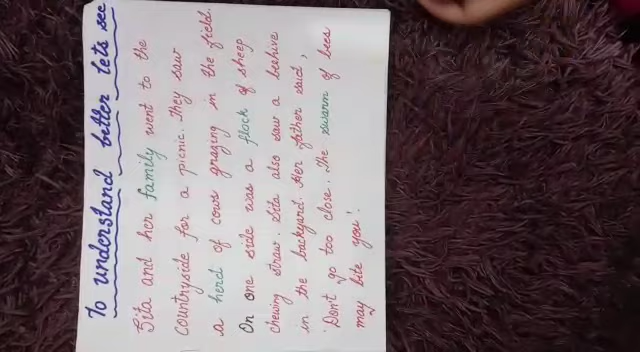 To understand better lets see
Sita and her family went to the
countryside for a picnic. They saw
a herd of cows grazing in the field.
On one side was a flock of sheep
chewing straw. Sita also saw a beehive
in the backyard. Her father said,
'Don't go too close. The swarm of bees
may bite you!'